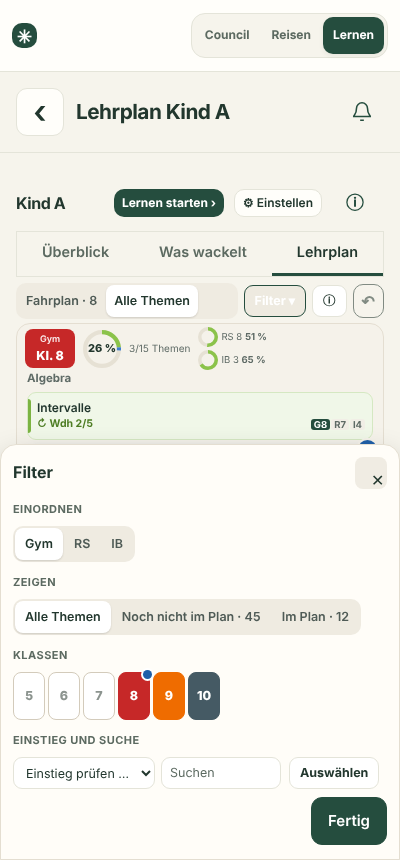 Council Reisen Lernen
‹ Lehrplan Kind A
Kind A Lernen starten › ⚙ Einstellen ⓘ
Überblick Was wackelt Lehrplan
Fahrplan · 8 Alle Themen Filter ▾ ⓘ ↶
Gym
Kl. 8
26 % 3/15 Themen
RS 8 51 %
IB 3 65 %
Algebra
Intervalle
↻ Wdh 2/5 G8 R7 I4
Filter ✕
EINORDNEN
Gym RS IB
ZEIGEN
Alle Themen Noch nicht im Plan · 45 Im Plan · 12
KLASSEN
5 6 7 8 9 10
EINSTIEG UND SUCHE
Einstieg prüfen ... Suchen Auswählen
Fertig